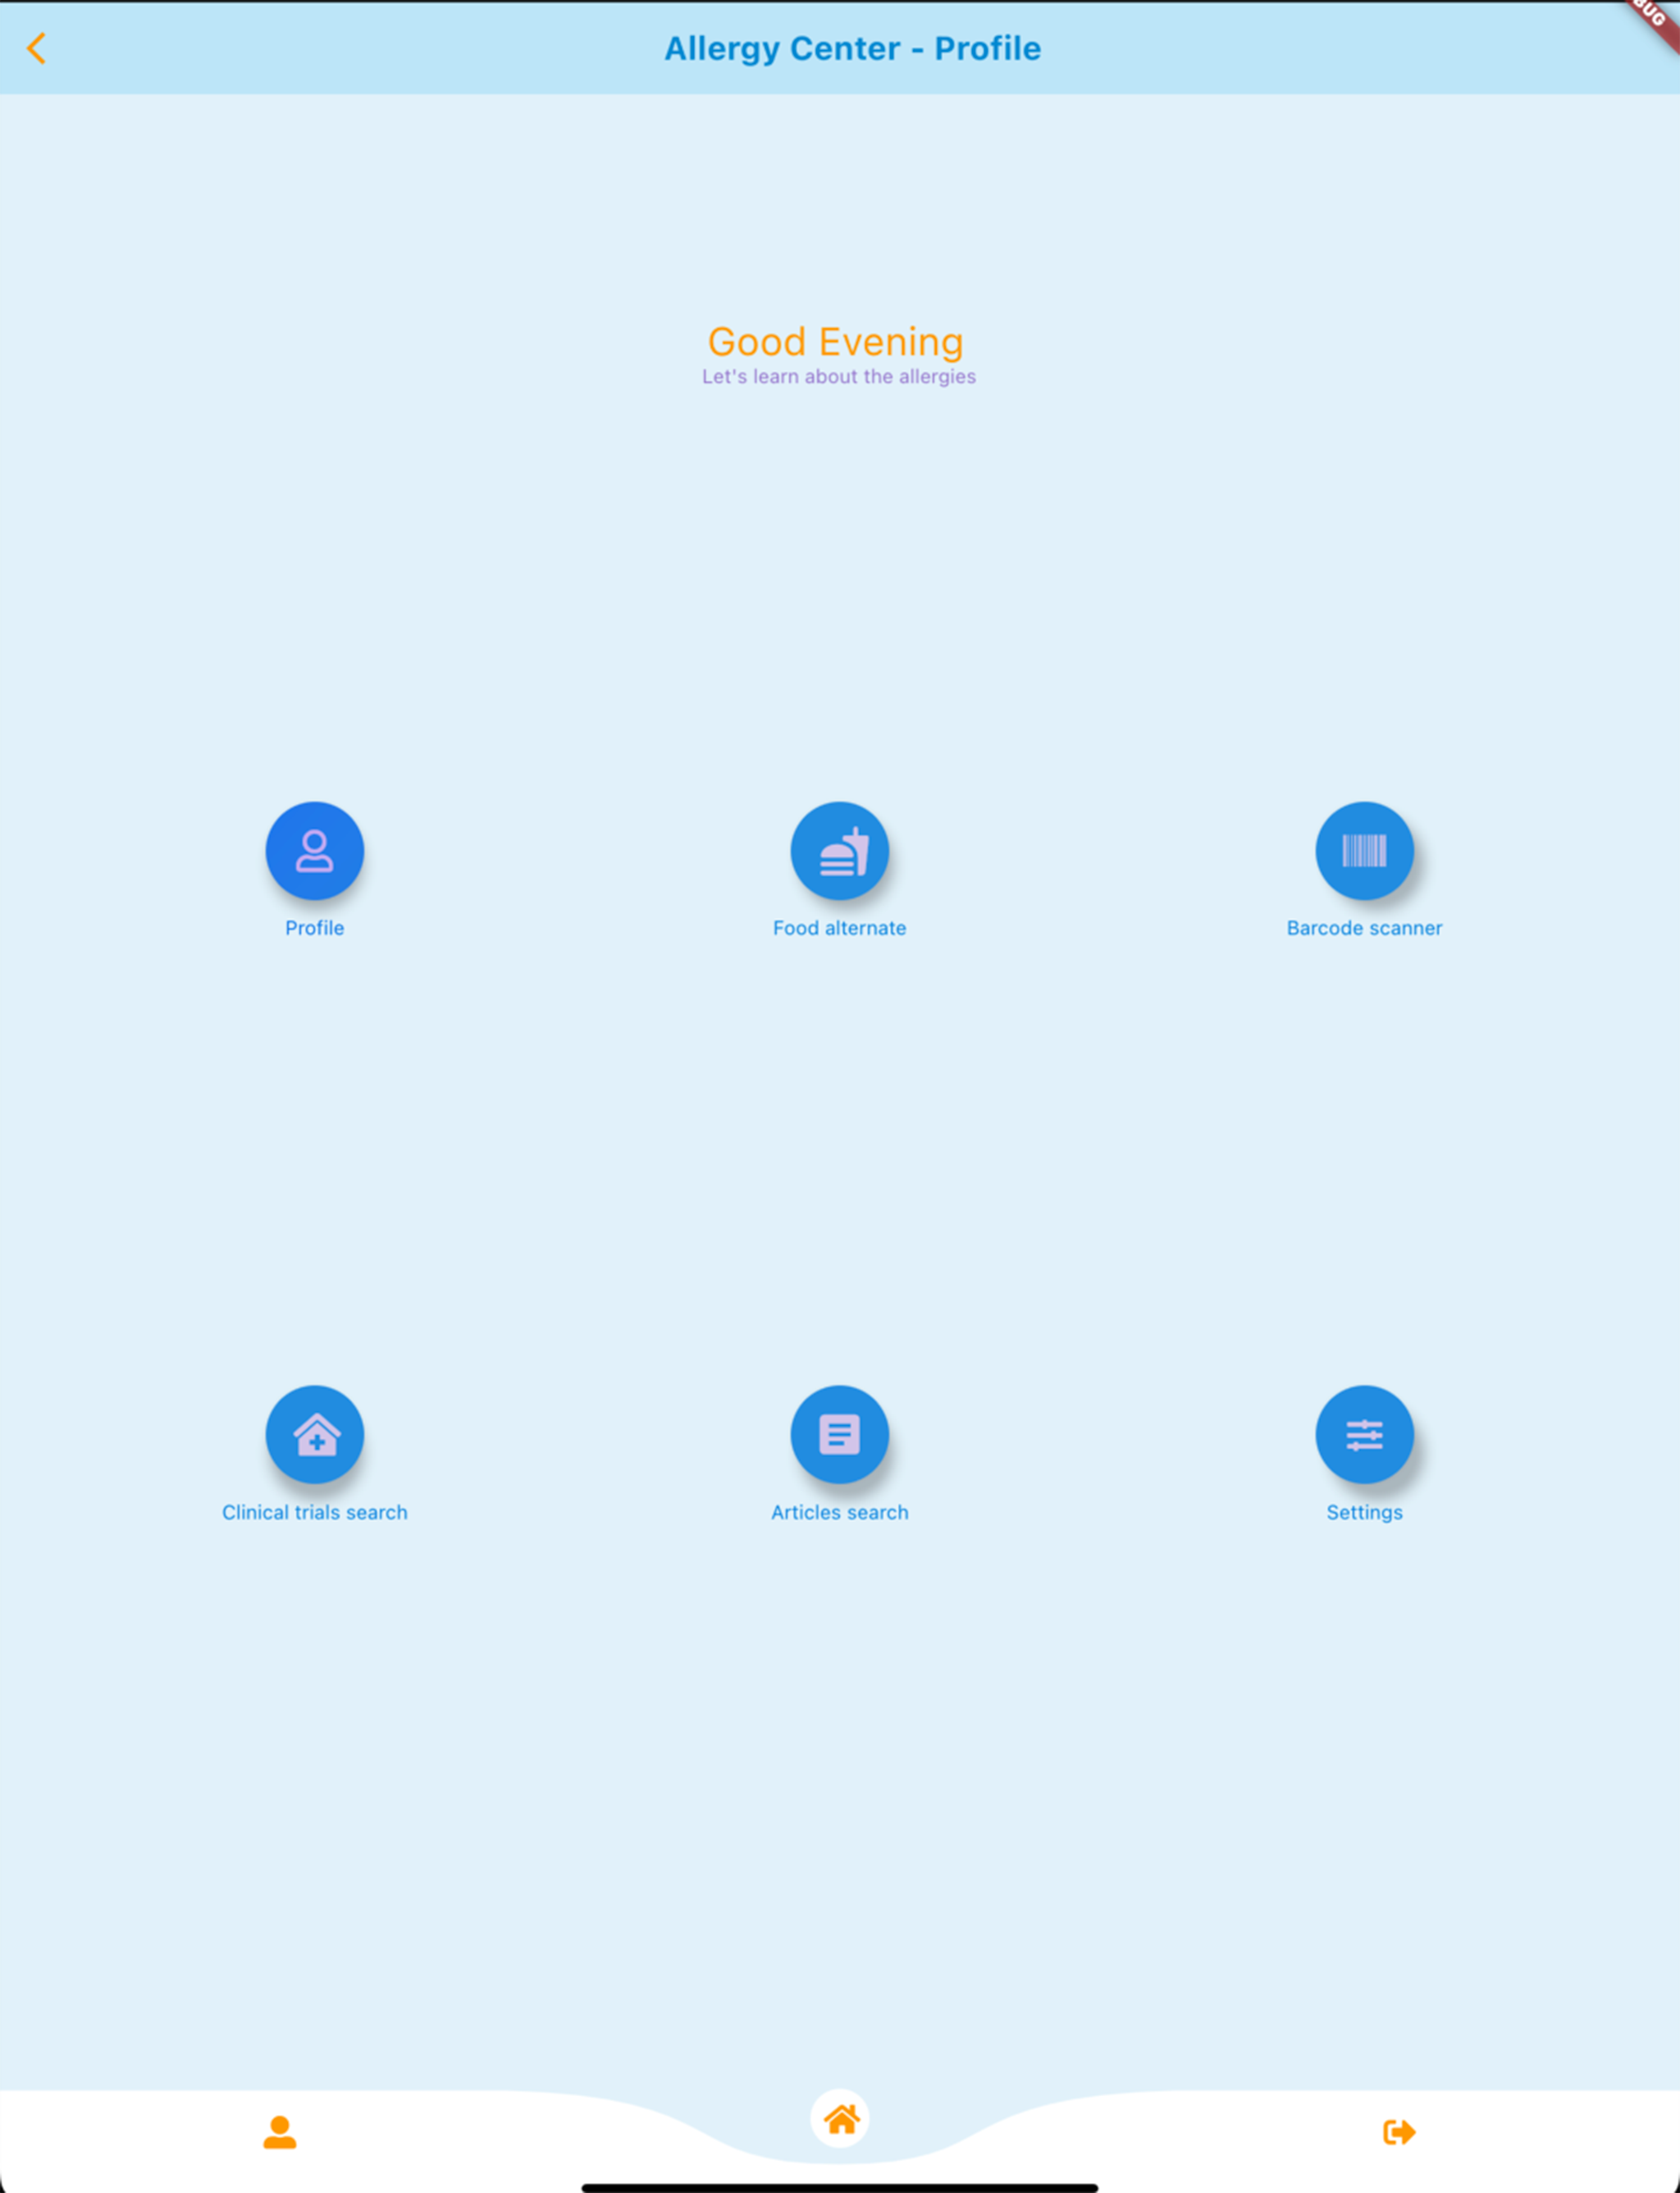 Allergy Center - Profile
Good Evening
Let's learn about the allergies
Profile
Food alternate
Barcode scanner
Clinical trials search
Articles search
Settings